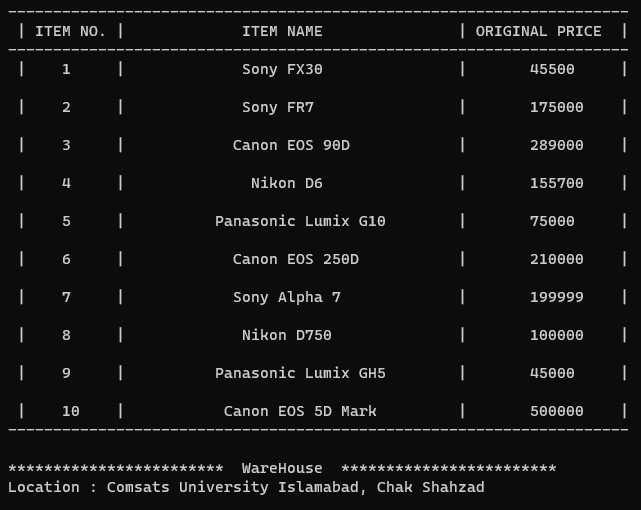 ------------------------------------------------------------
| ITEM NO. | ITEM NAME | ORIGINAL PRICE |
------------------------------------------------------------
| 1 | Sony FX30 | 45500 |
| 2 | Sony FR7 | 175000 |
| 3 | Canon EOS 90D | 289000 |
| 4 | Nikon D6 | 155700 |
| 5 | Panasonic Lumix G10 | 75000 |
| 6 | Canon EOS 250D | 210000 |
| 7 | Sony Alpha 7 | 199999 |
| 8 | Nikon D750 | 100000 |
| 9 | Panasonic Lumix GH5 | 45000 |
| 10 | Canon EOS 5D Mark | 500000 |
------------------------------------------------------------
************************ WareHouse ************************
Location : Comsats University Islamabad, Chak Shahzad